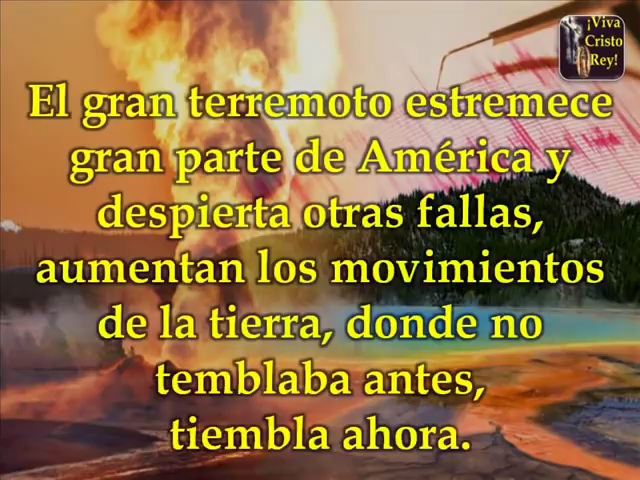 ¡Viva
Cristo
Rey!
El gran terremoto estremece
gran parte de América y
despierta otras fallas,
aumentan los movimientos
de la tierra, donde no
temblaba antes,
tiembla ahora.